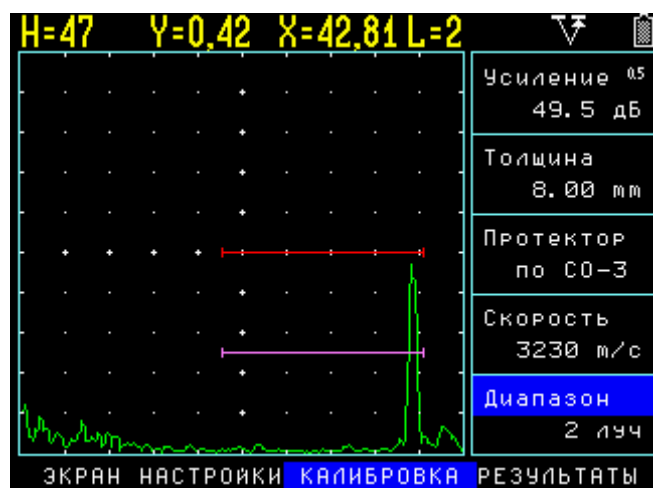 H=47 Y=0,42 X=42,81 L=2
Усиление 0.5
49.5 дБ
Толщина
8.00 mm
Протектор
по СО-3
Скорость
3230 m/c
Диапазон
2 луч
ЭКРАН НАСТРОЙКИ КАЛИБРОВКА РЕЗУЛЬТАТЫ